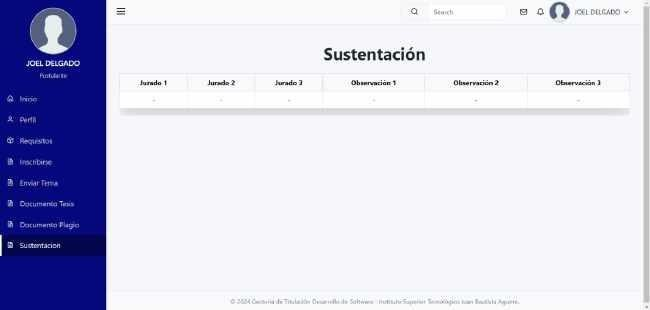 JOEL DELGADO
Postulante
Inicio
Perfil
Requisitos
Inscribirse
Enviar Tema
Documento Tesis
Documento Plagio
Sustentacion
Search
JOEL DELGADO
Sustentación
Jurado 1 Jurado 2 Jurado 3 Observación 1 Observación 2 Observación 3
- - - - - -
© 2024 Gestoria de Titulación Desarrollo de Software - Instituto Superior Tecnológico Juan Bautista Aguirre.